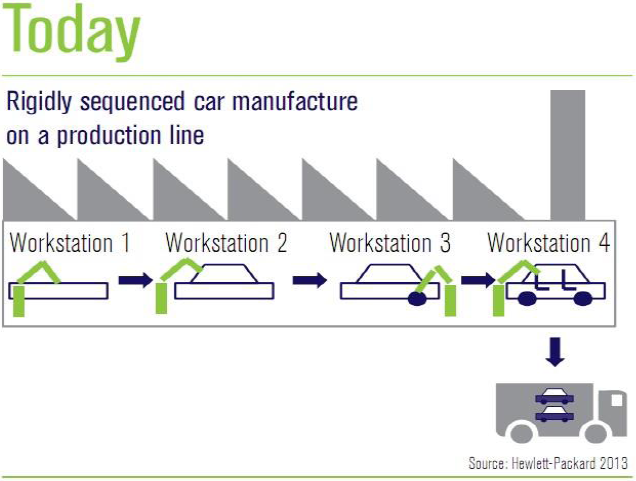 Today
Rigidly sequenced car manufacture
on a production line
Workstation 1 Workstation 2 Workstation 3 Workstation 4
Source: Hewlett-Packard 2013